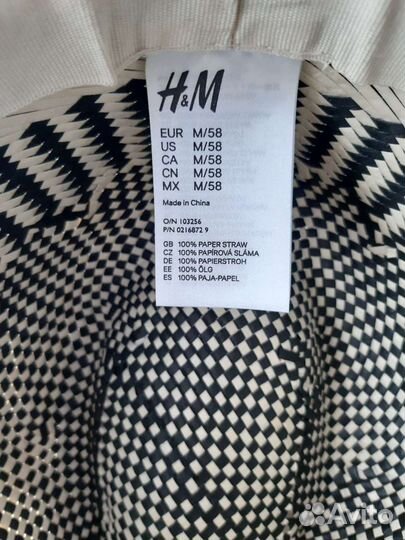 H&M
EUR M/58
US M/58
CA M/58
CN M/58
MX M/58
Made in China
O/N 103256
P/N 0216872 9
GB 100% PAPER STRAW
CZ 100% PAPÍROVÁ SLÁMA
DE 100% PAPIERSTROH
EE 100% ÕLG
ES 100% PAJA-PAPEL
Avito